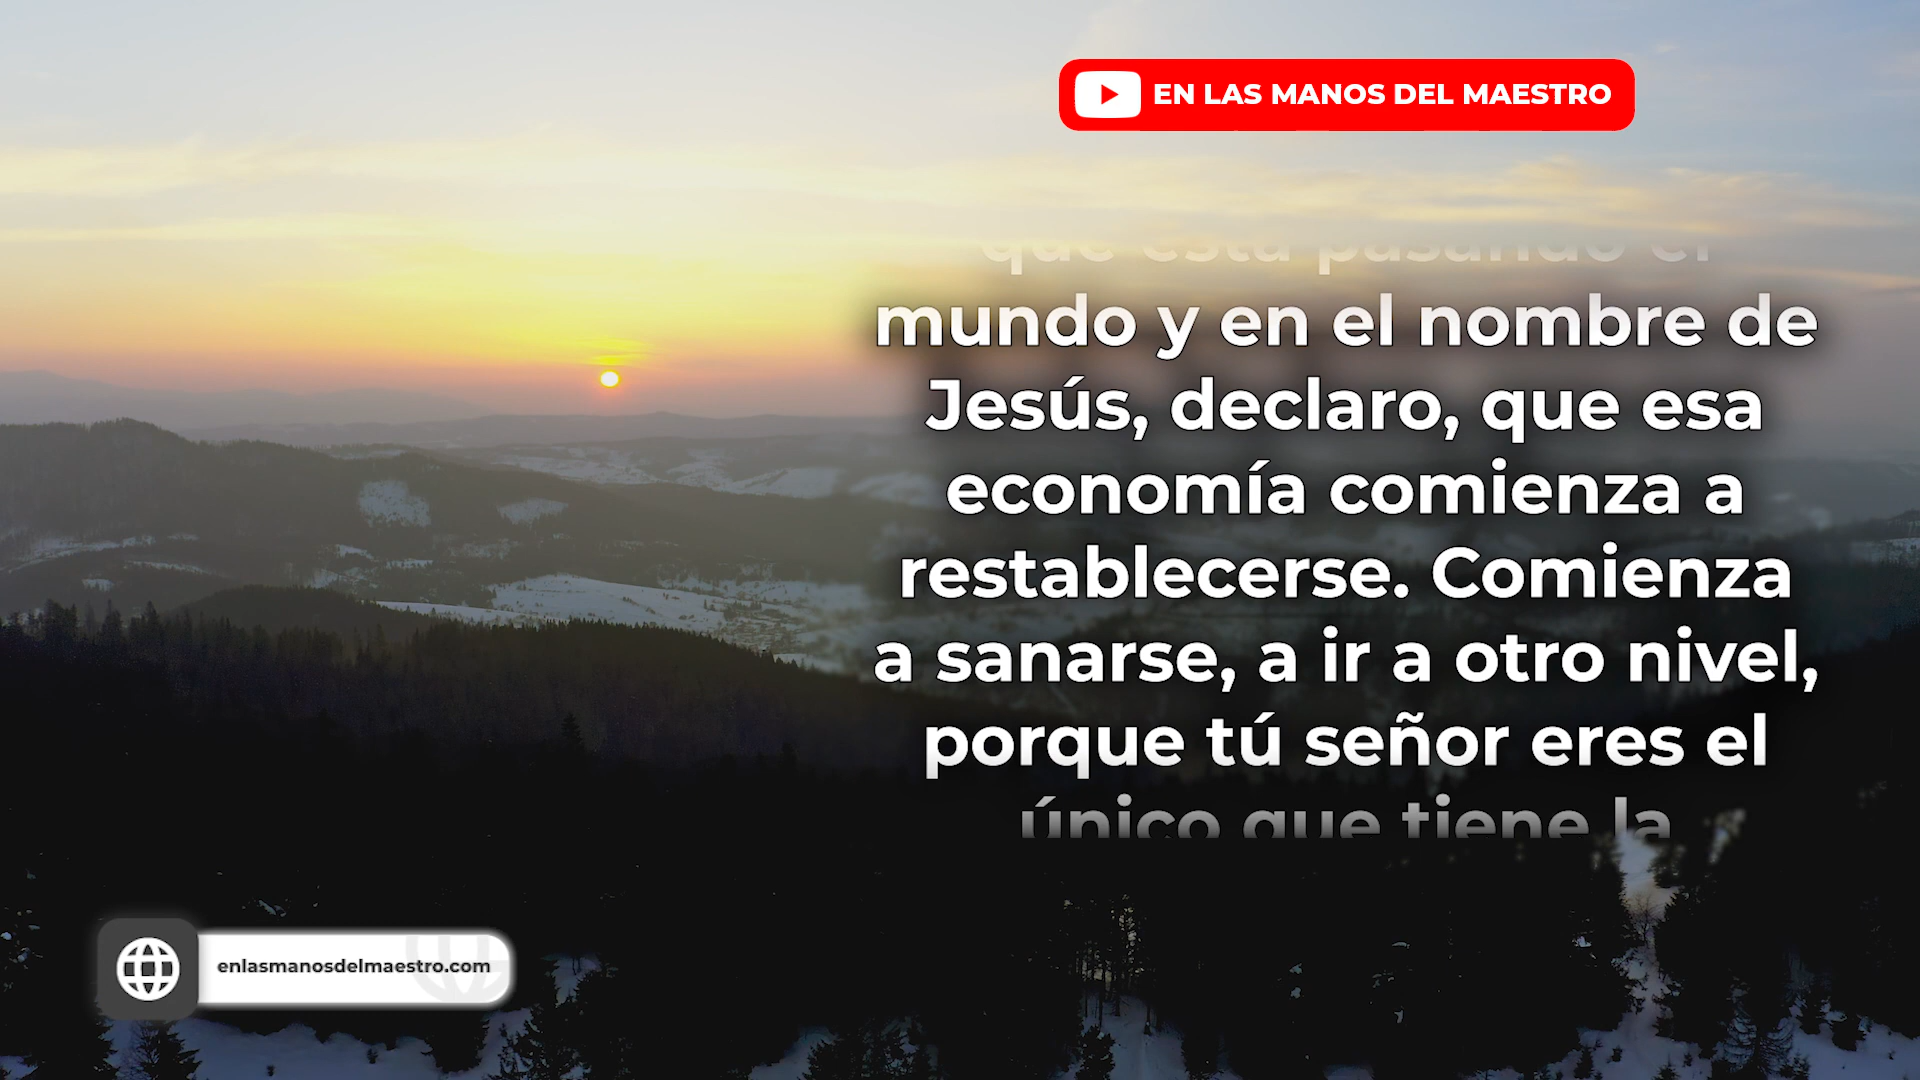 EN LAS MANOS DEL MAESTRO
que está pasando el
mundo y en el nombre de
Jesús, declaro, que esa
economía comienza a
restablecerse. Comienza
a sanarse, a ir a otro nivel,
porque tú señor eres el
único que tiene la
enlasmanosdelmaestro.com